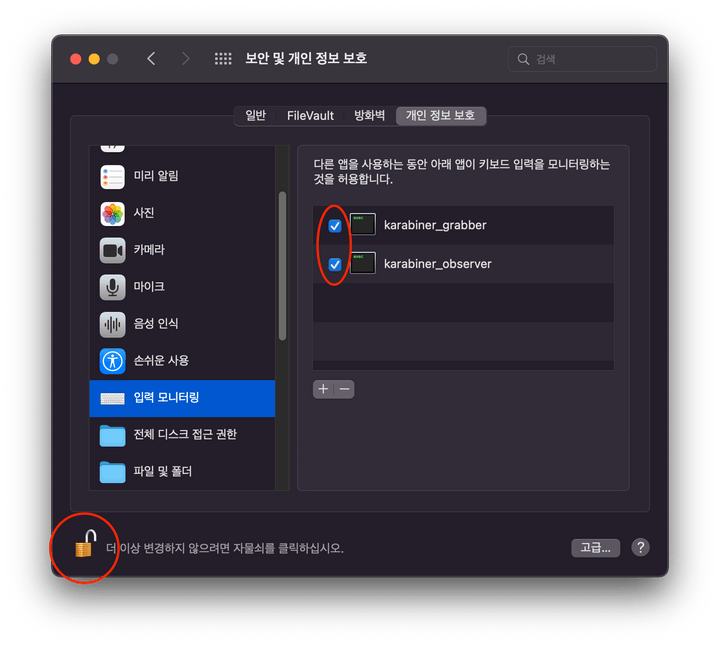 보안 및 개인 정보 보호
검색
일반
FileVault
방화벽
개인 정보 보호
미리 알림
사진
카메라
마이크
음성 인식
손쉬운 사용
입력 모니터링
전체 디스크 접근 권한
파일 및 폴더
다른 앱을 사용하는 동안 아래 앱이 키보드 입력을 모니터링하는
것을 허용합니다.
karabiner_grabber
karabiner_observer
더 이상 변경하지 않으려면 자물쇠를 클릭하십시오.
고급...
?